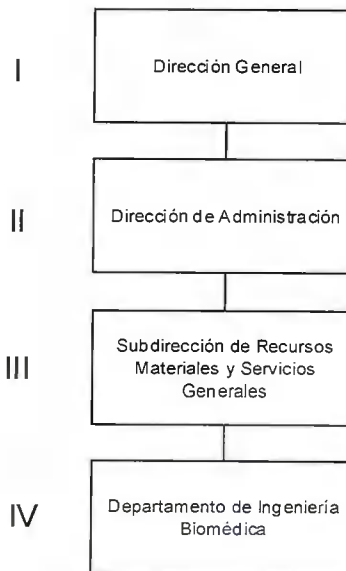 I
Dirección General
II
Dirección de Administración
III
Subdirección de Recursos
Materiales y Servicios
Generales
IV
Departamento de Ingeniería
Biomédica